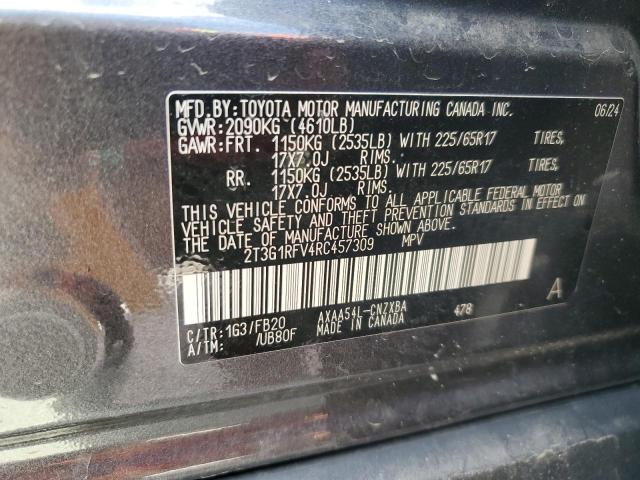 MFD.BY:TOYOTA MOTOR MANUFACTURING CANADA INC. 06/24
GVWR:2090KG (4610LB)
GAWR:FRT. 1150KG (2535LB) WITH 225/65R17 TIRES,
17X7.0J RIMS.
RR. 1150KG (2535LB) WITH 225/65R17 TIRES,
17X7.0J RIMS.
THIS VEHICLE CONFORMS TO ALL APPLICABLE FEDERAL MOTOR
VEHICLE SAFETY AND THEFT PREVENTION STANDARDS IN EFFECT ON
THE DATE OF MANUFACTURE SHOWN ABOVE.
2T3G1RFV4RC457309 MPV
C/TR:1G3/FB20 AXAA54L-CNZXBA 478 A
A/TM: /UB80F MADE IN CANADA